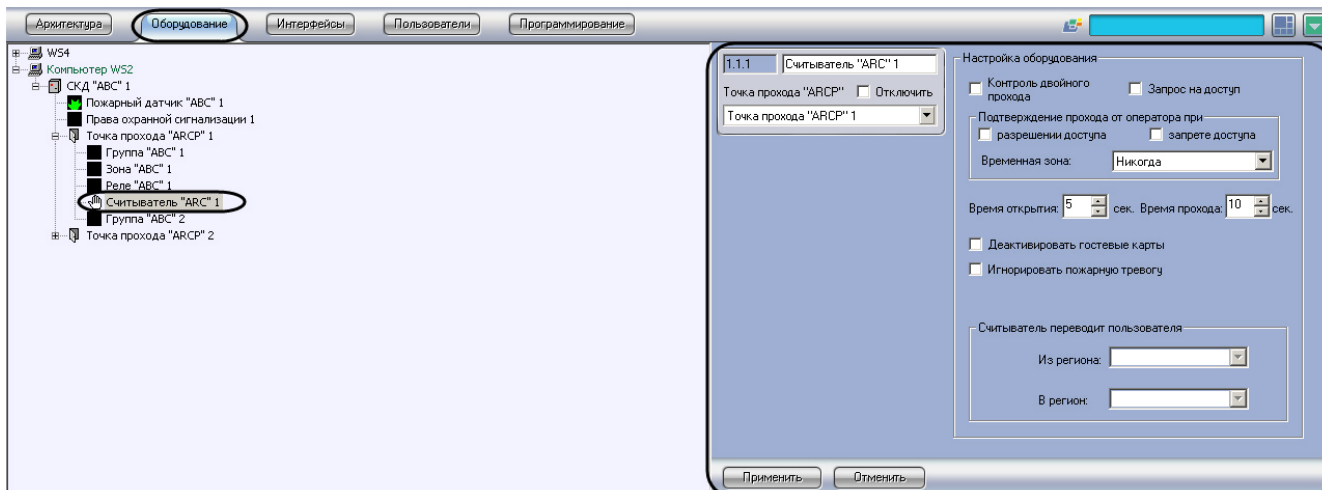 Архитектура Оборудование Интерфейсы Пользователи Программирование
WS4
Компьютер WS2
СКД "ABC" 1
Пожарный датчик "ABC" 1
Права охранной сигнализации 1
Точка прохода "ARCP" 1
Группа "ABC" 1
Зона "ABC" 1
Реле "ABC" 1
Считыватель "ARC" 1
Группа "ABC" 2
Точка прохода "ARCP" 2
1.1.1 Считыватель "ARC" 1
Точка прохода "ARCP" Отключить
Точка прохода "ARCP" 1
Настройка оборудования
Контроль двойного
прохода
Запрос на доступ
Подтверждение прохода от оператора при
разрешении доступа запрете доступа
Временная зона: Никогда
Время открытия: 5 сек. Время прохода: 10 сек.
Деактивировать гостевые карты
Игнорировать пожарную тревогу
Считыватель переводит пользователя
Из региона:
В регион:
Применить Отменить